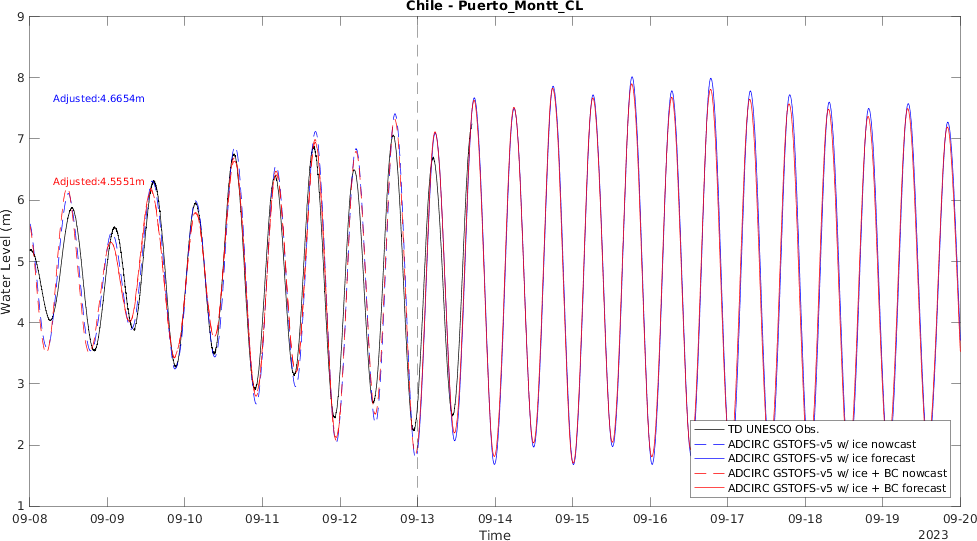 Chile - Puerto_Montt_CL
9
8
7
6
5
4
3
2
1
Water Level (m)
Adjusted:4.6654m
Adjusted:4.5551m
TD UNESCO Obs.
ADCIRC GSTOFS-v5 w/ ice nowcast
ADCIRC GSTOFS-v5 w/ ice forecast
ADCIRC GSTOFS-v5 w/ ice + BC nowcast
ADCIRC GSTOFS-v5 w/ ice + BC forecast
09-08 09-09 09-10 09-11 09-12 09-13 09-14 09-15 09-16 09-17 09-18 09-19 09-20
Time
2023